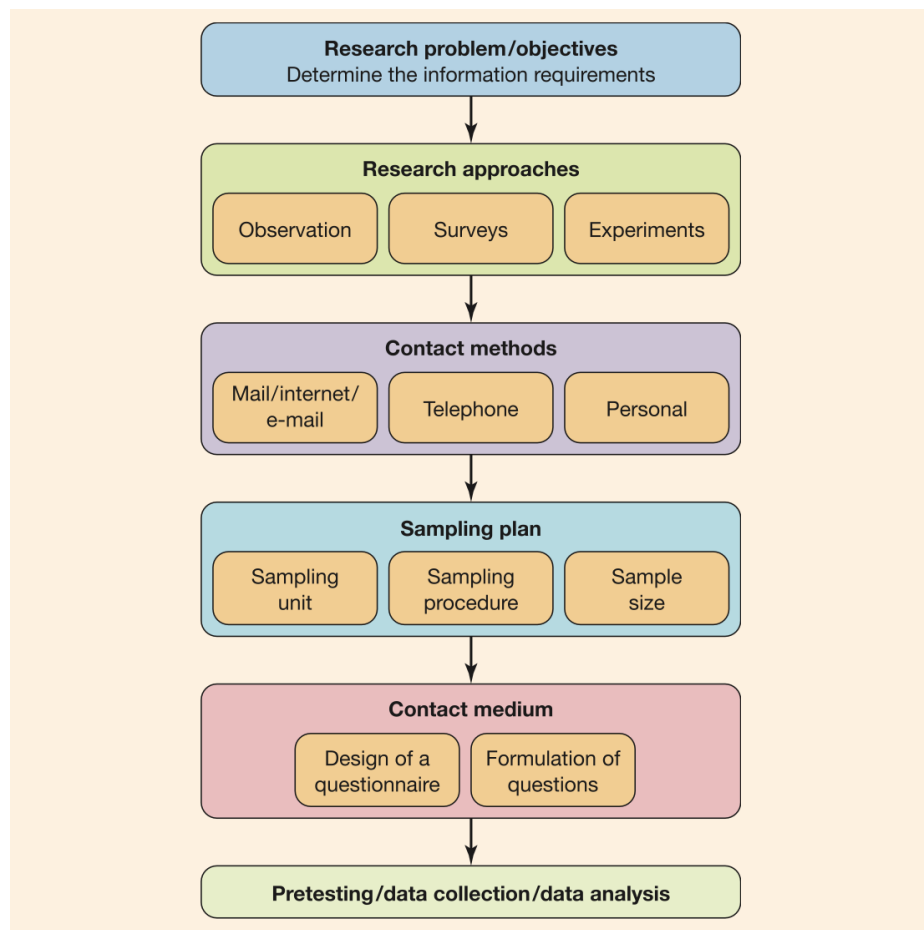 Research problem/objectives
Determine the information requirements
Research approaches
Observation
Surveys
Experiments
Contact methods
Mail/internet/
e-mail
Telephone
Personal
Sampling plan
Sampling
unit
Sampling
procedure
Sample
size
Contact medium
Design of a
questionnaire
Formulation of
questions
Pretesting/data collection/data analysis